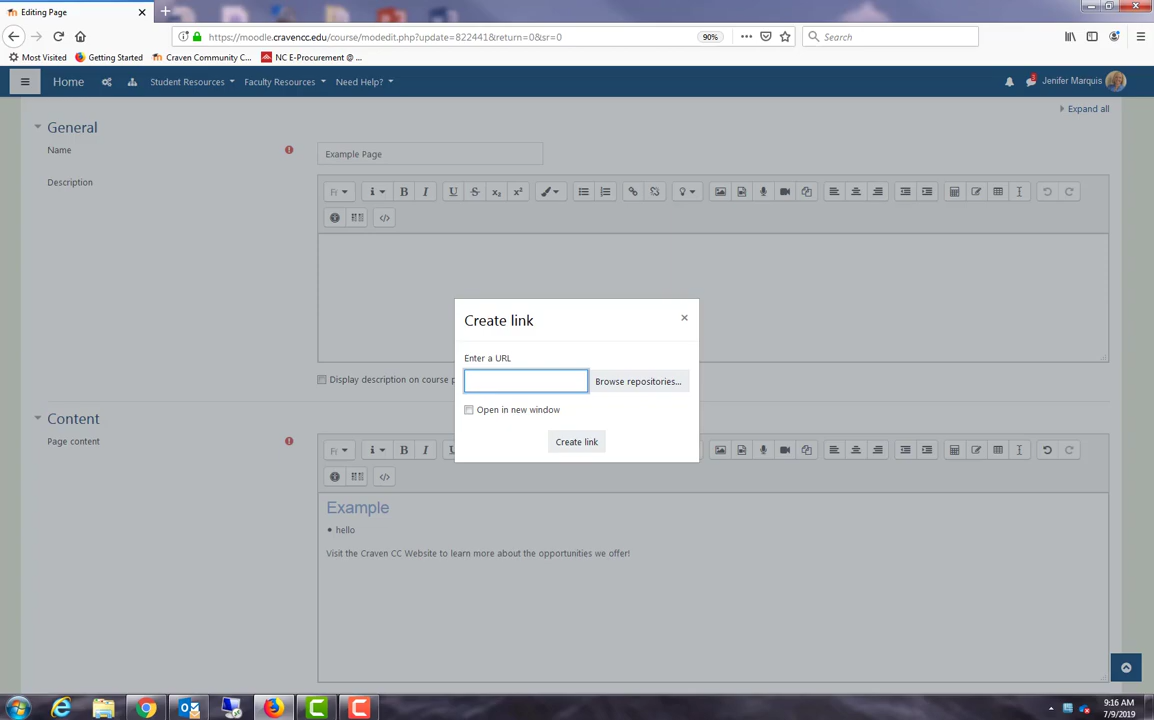 Editing Page
https://moodle.cravencc.edu/course/modedit.php?update=822441&return=0&sr=0
90%
Search
Most Visited
Getting Started
Craven Community C...
NC E-Procurement @ ...
Home
Student Resources
Faculty Resources
Need Help?
Jenifer Marquis
Expand all
General
Name
Example Page
Description
Display description on course p
Create link
Enter a URL
Browse repositories...
Open in new window
Create link
Content
Page content
Example
• hello
Visit the Craven CC Website to learn more about the opportunities we offer!
9:16 AM
7/9/2019